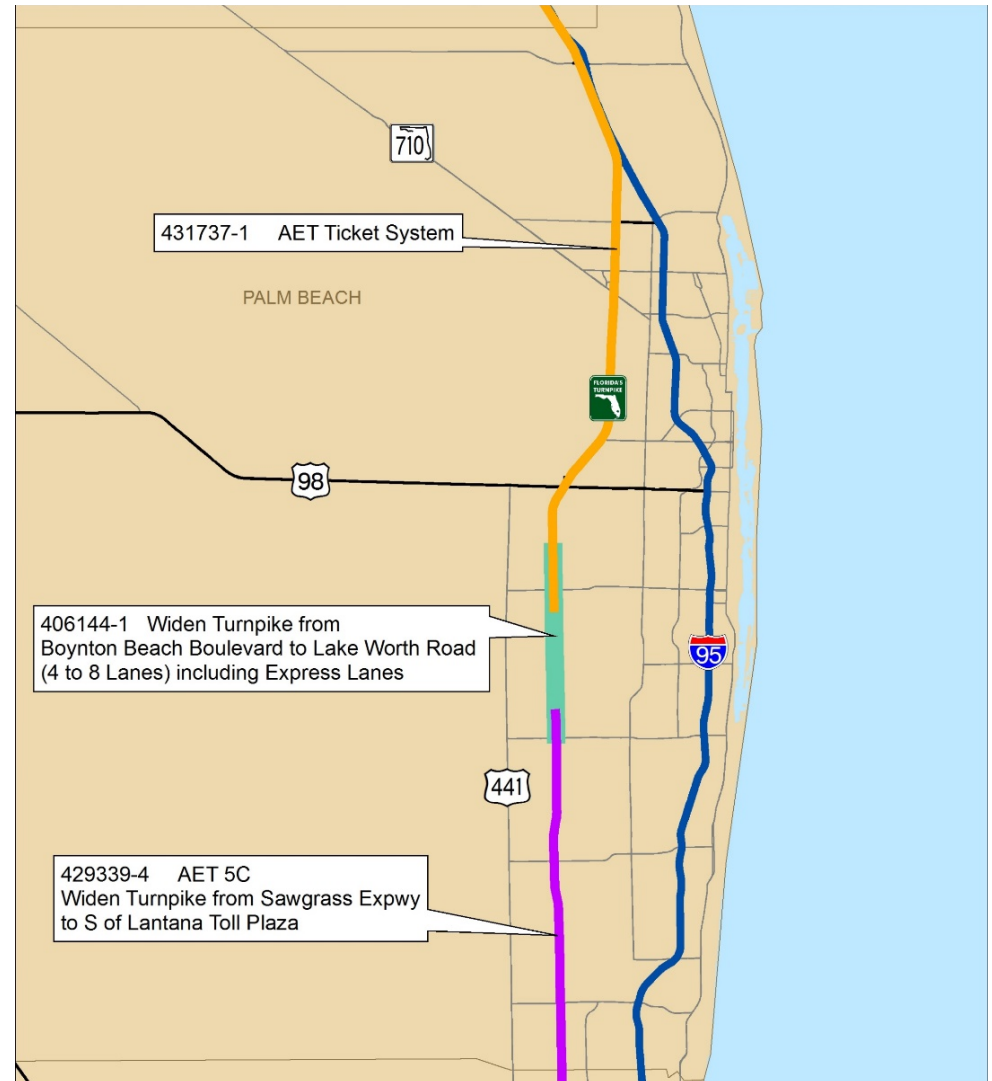 710
431737-1 AET Ticket System
PALM BEACH
FLORIDA'S
TURNPIKE
98
406144-1 Widen Turnpike from
Boynton Beach Boulevard to Lake Worth Road
(4 to 8 Lanes) including Express Lanes
95
441
429339-4 AET 5C
Widen Turnpike from Sawgrass Expwy
to S of Lantana Toll Plaza